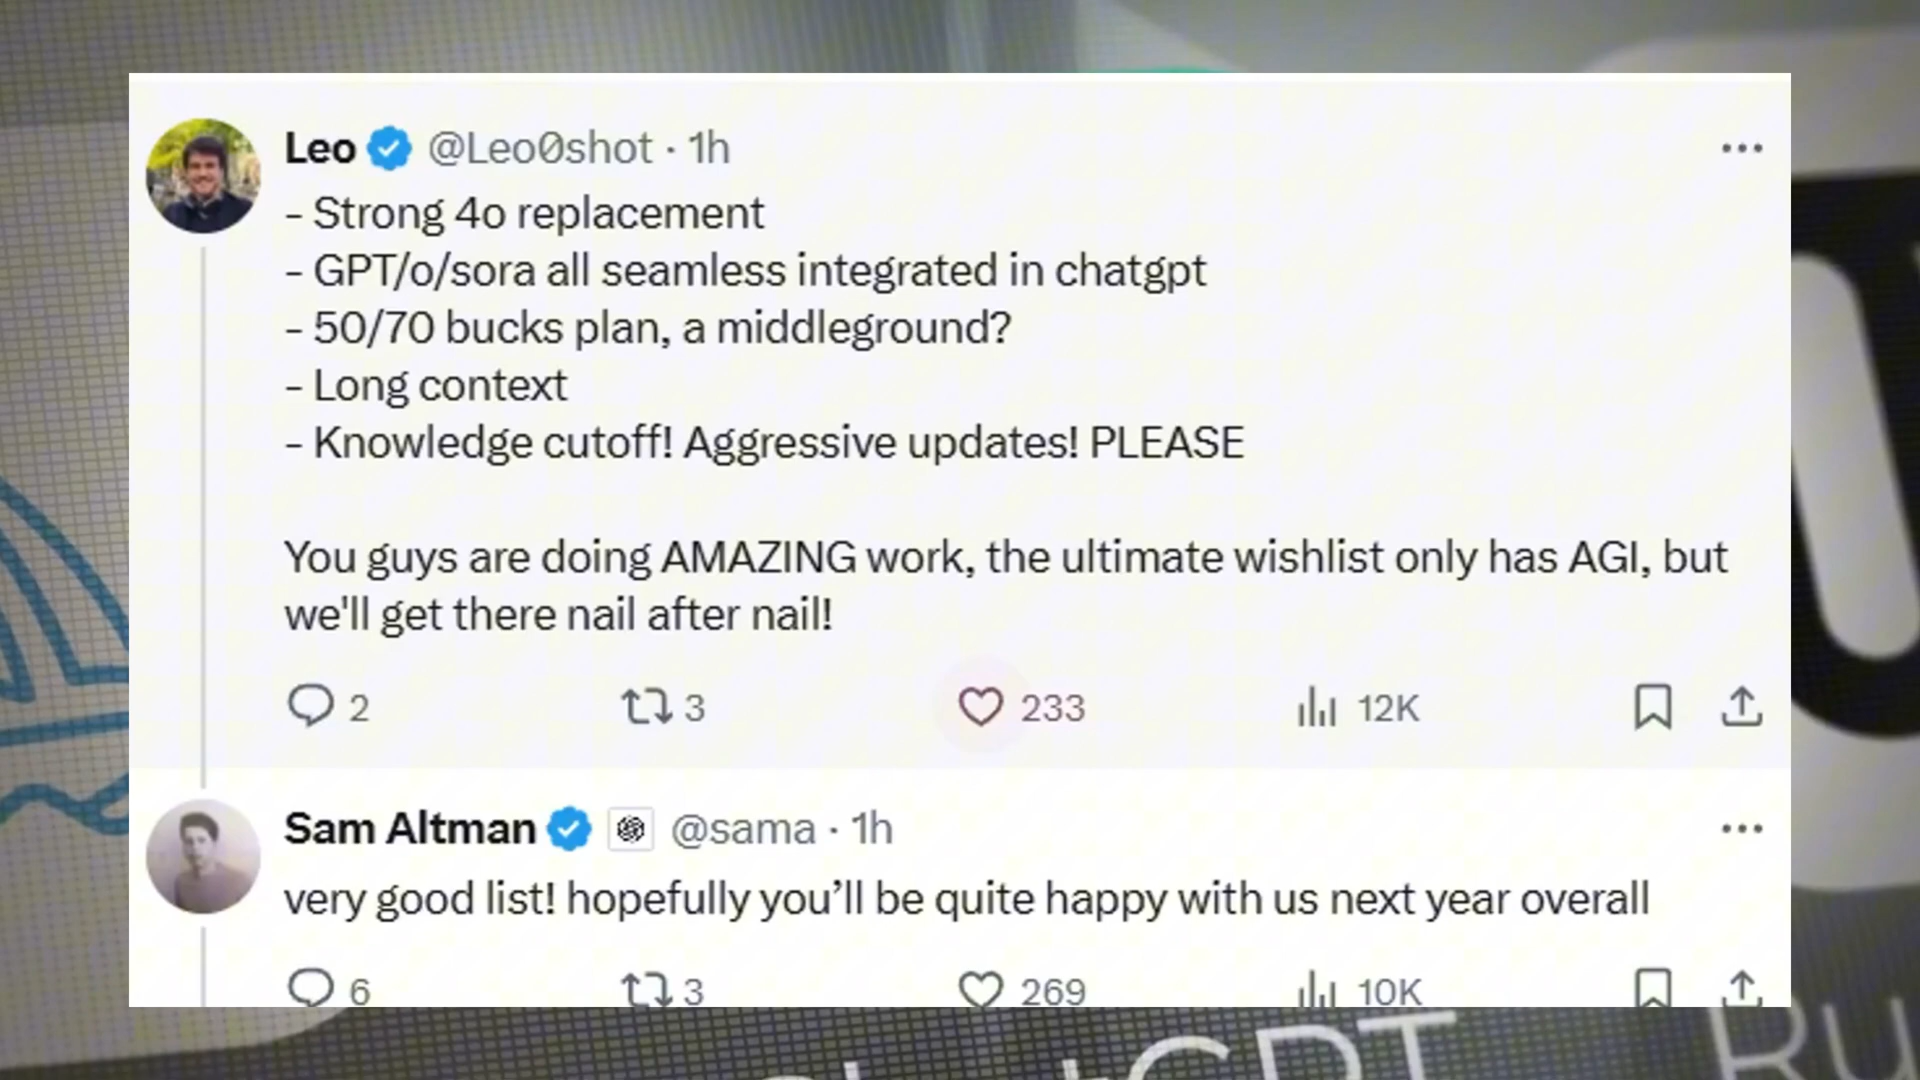 Leo @Leo0shot · 1h
- Strong 4o replacement
- GPT/o/sora all seamless integrated in chatgpt
- 50/70 bucks plan, a middleground?
- Long context
- Knowledge cutoff! Aggressive updates! PLEASE
You guys are doing AMAZING work, the ultimate wishlist only has AGI, but
we'll get there nail after nail!
2 3 233 12K
Sam Altman @sama · 1h
very good list! hopefully you’ll be quite happy with us next year overall
6 3 269 10K
ChatGPT
Ru